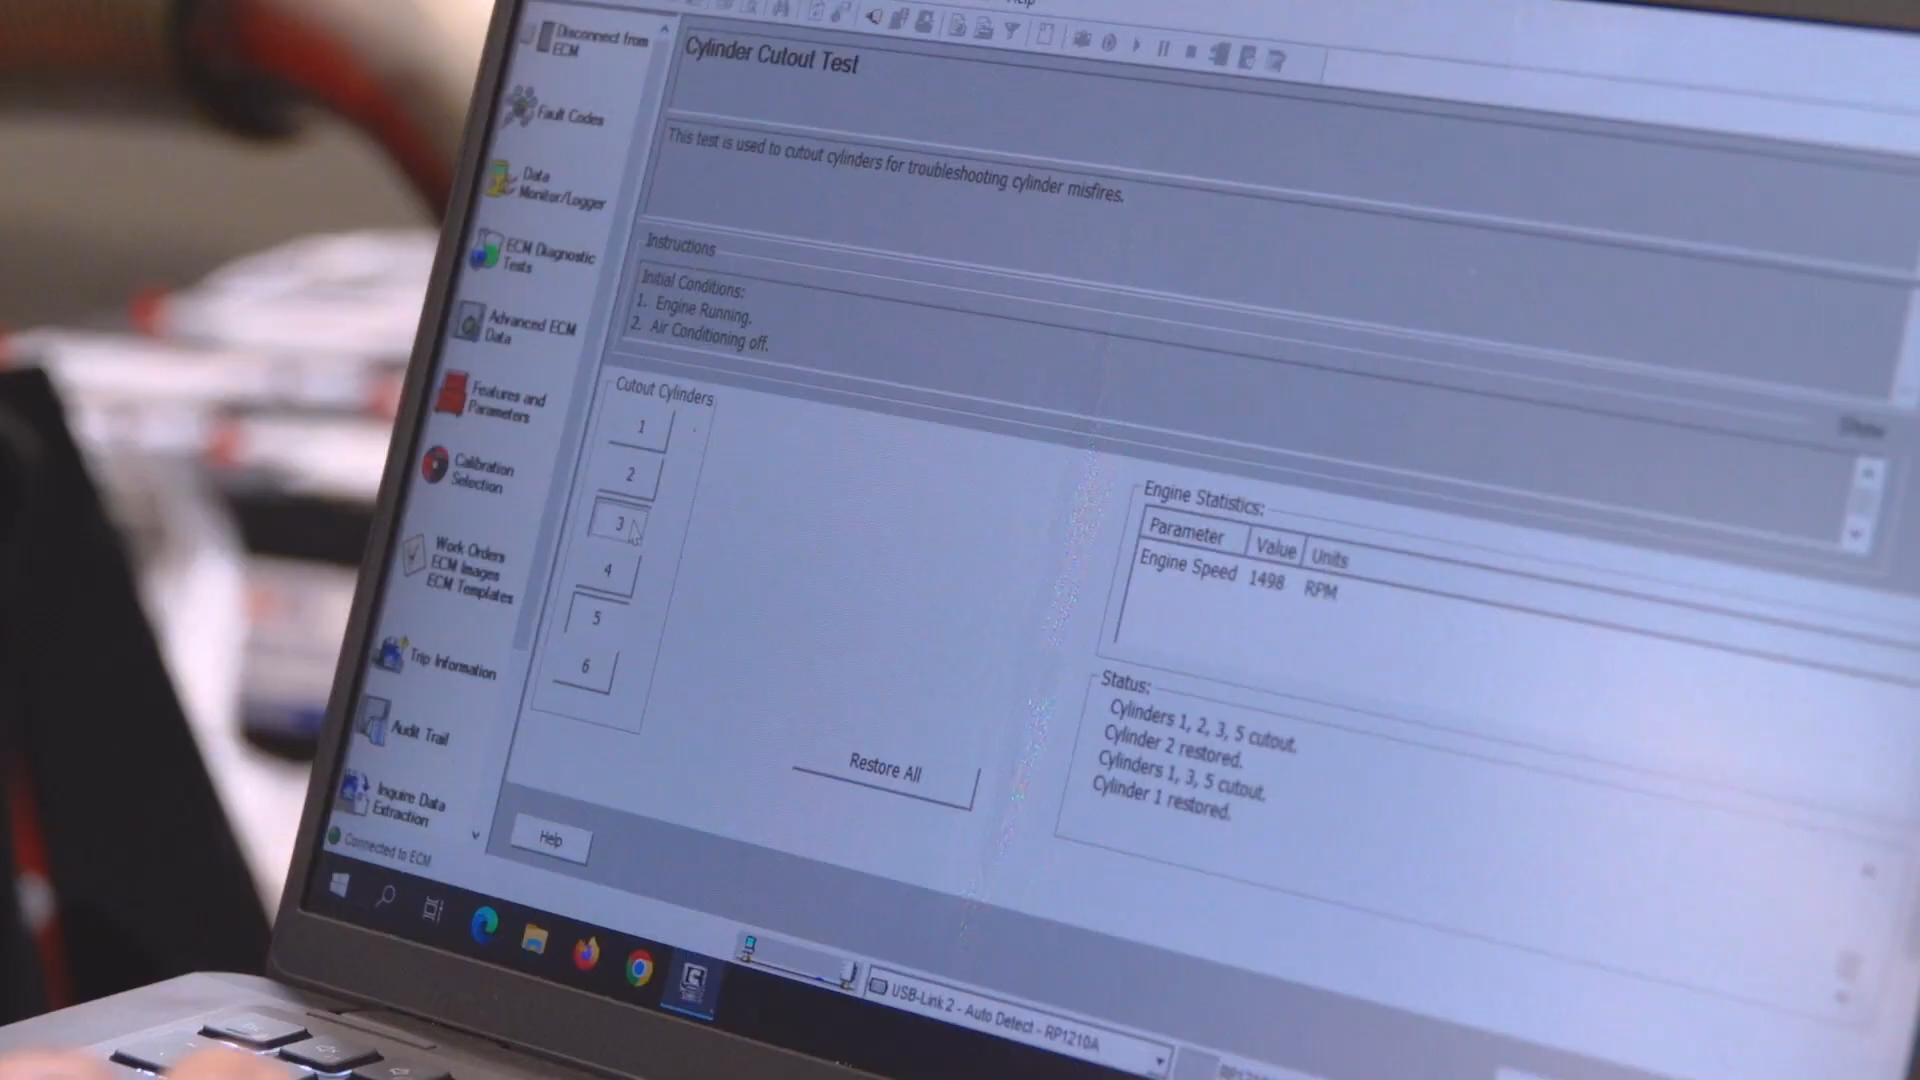 Help
Disconnect from
ECM
Fault Codes
Data
Monitor/Logger
ECM Diagnostic
Tests
Advanced ECM
Data
Features and
Parameters
Calibration
Selection
Work Orders
ECM Images
ECM Templates
Trip Information
Audit Trail
Inquire Data
Extraction
Connected to ECM
Cylinder Cutout Test
This test is used to cutout cylinders for troubleshooting cylinder misfires.
Instructions
Initial Conditions:
1. Engine Running.
2. Air Conditioning off.
Show
Cutout Cylinders
1
2
3
4
5
6
Restore All
Engine Statistics:
Parameter Value Units
Engine Speed 1498 RPM
Status:
Cylinders 1, 2, 3, 5 cutout.
Cylinder 2 restored.
Cylinders 1, 3, 5 cutout.
Cylinder 1 restored.
Help
USB-Link 2 - Auto Detect - RP1210A